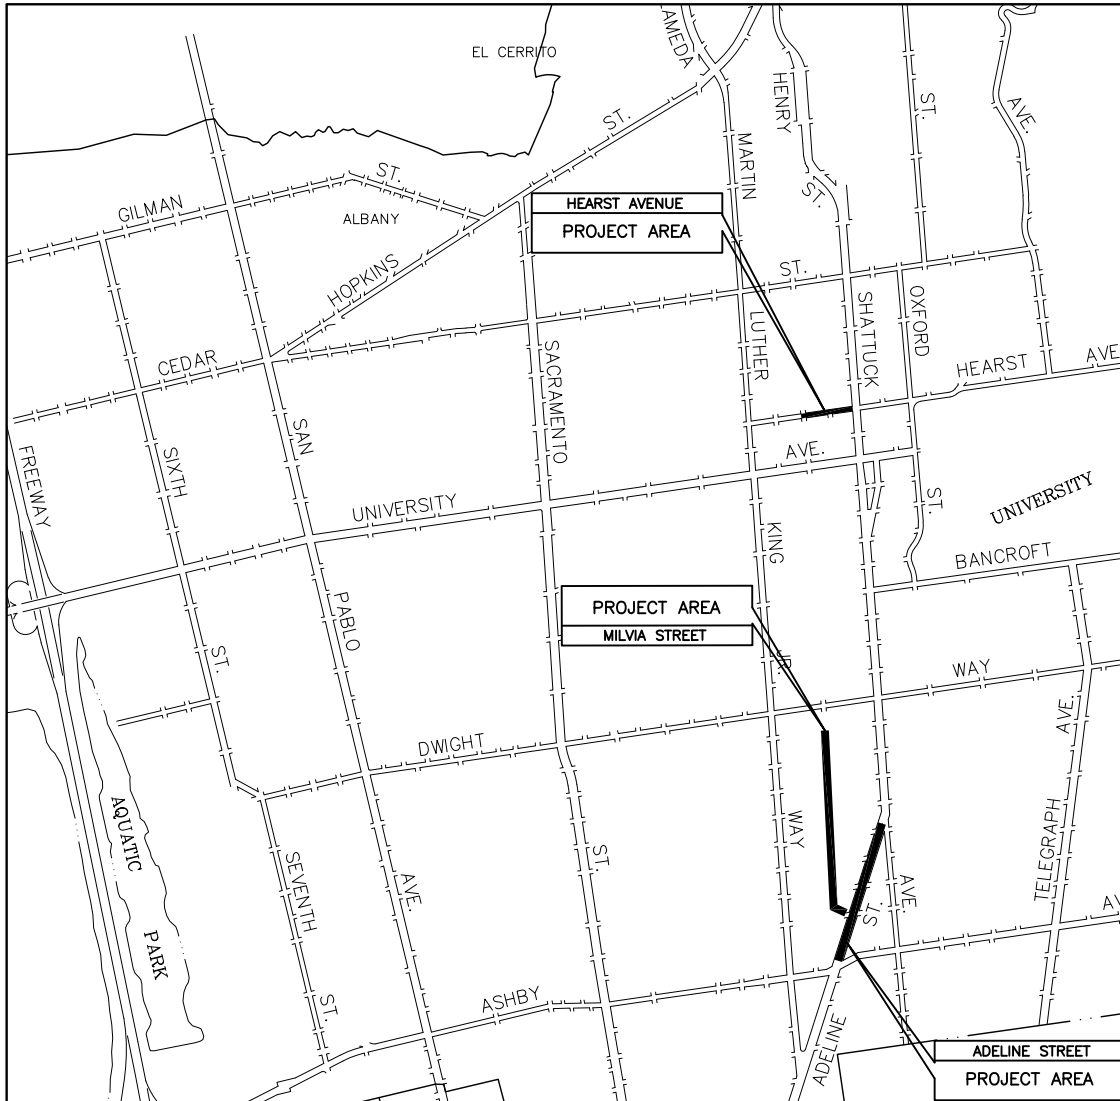 EL CERRITO
ALAMEDA
HENRY
ST.
AVE.
ST.
MARTIN
ST.
GILMAN
ST.
ALBANY
HEARST AVENUE
PROJECT AREA
HOPKINS
ST.
CEDAR
LUTHER
SHATTUCK
OXFORD
HEARST
AVE
SACRAMENTO
SAN
SIXTH
FREEWAY
AVE.
UNIVERSITY
UNIVERSITY
ST.
KING
BANCROFT
PABLO
PROJECT AREA
MILVIA STREET
ST.
JR.
WAY
AVE.
DWIGHT
AQUATIC
PARK
WAY
TELEGRAPH
SEVENTH
AVE.
ST.
ST.
AVE.
AV
ST.
ASHBY
ADELINE
ADELINE STREET
PROJECT AREA